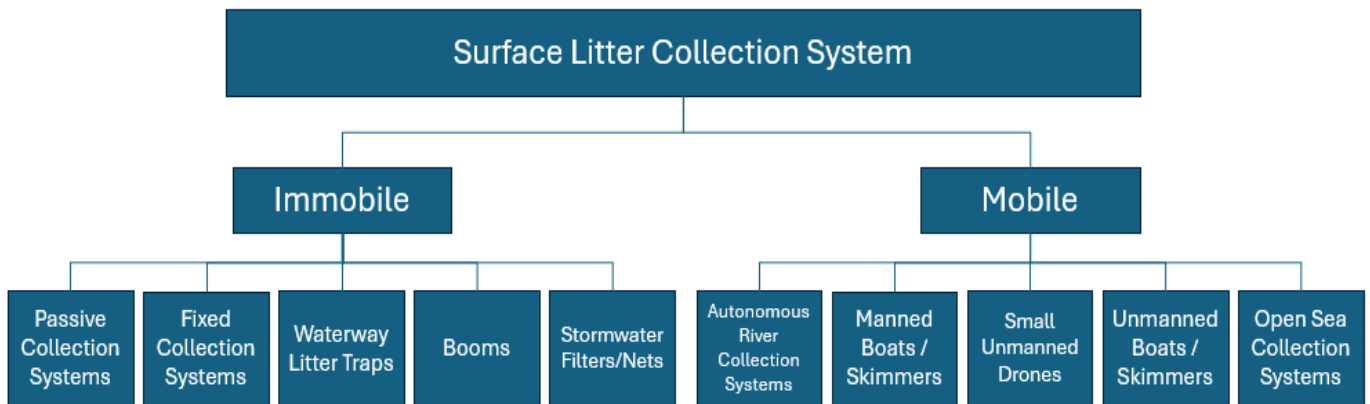 Surface Litter Collection System
Immobile
Mobile
Passive
Collection
Systems
Fixed
Collection
Systems
Waterway
Litter Traps
Booms
Stormwater
Filters/Nets
Autonomous
River
Collection
Systems
Manned
Boats /
Skimmers
Small
Unmanned
Drones
Unmanned
Boats /
Skimmers
Open Sea
Collection
Systems